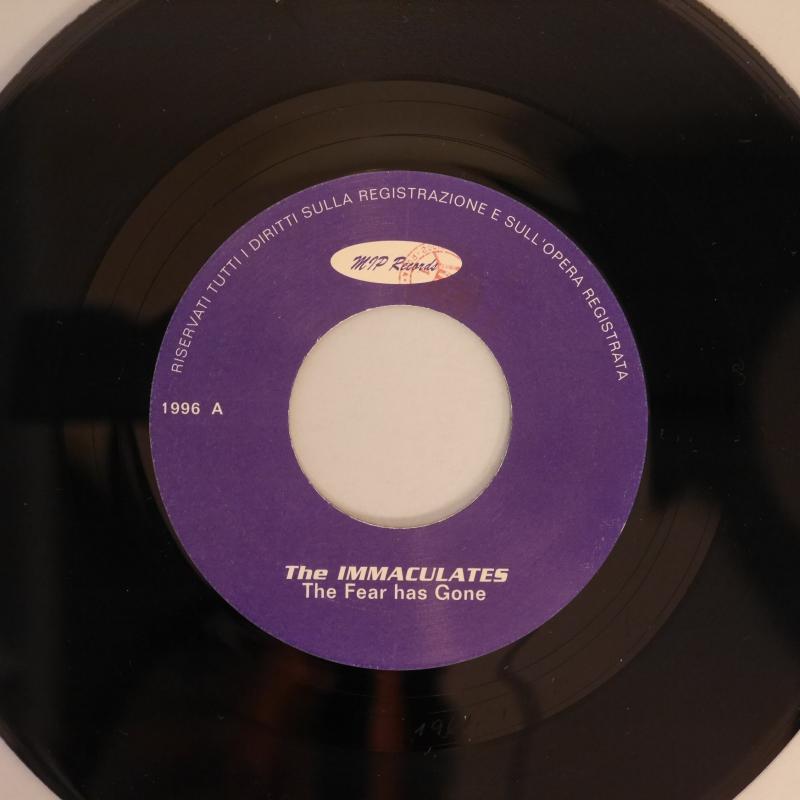 RISERVATI TUTTI I DIRITTI SULLA REGISTRAZIONE E SULL'OPERA REGISTRATA
MIP Records
1996 A
The IMMACULATES
The Fear has Gone